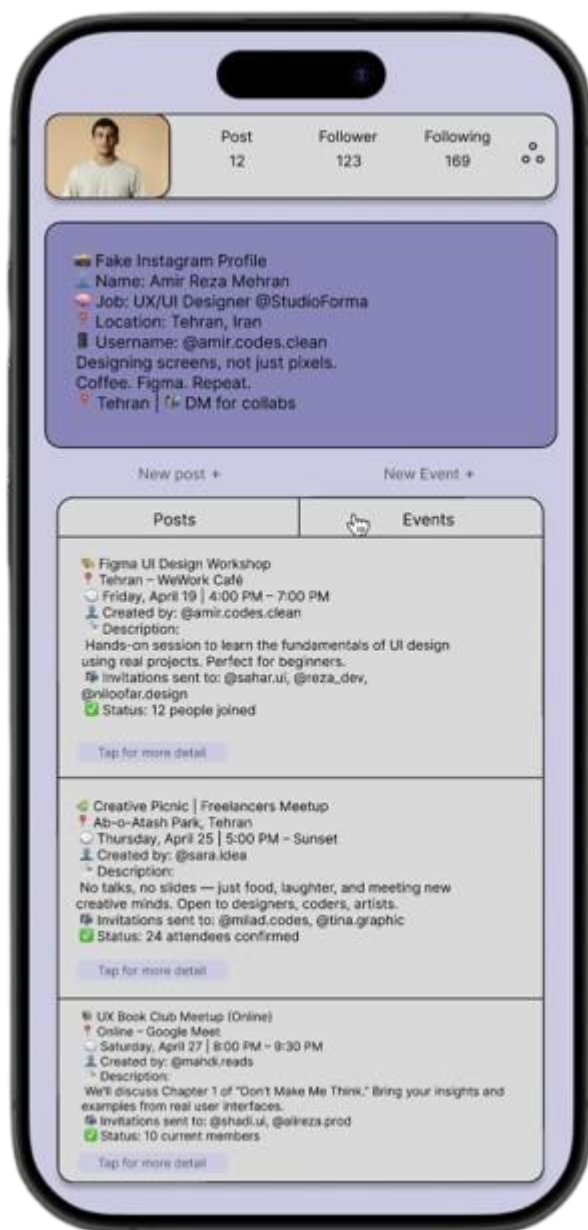 Post Follower Following
12 123 169
Fake Instagram Profile
Name: Amir Reza Mehran
Job: UX/UI Designer @StudioForma
Location: Tehran, Iran
Username: @amir.codes.clean
Designing screens, not just pixels.
Coffee. Figma. Repeat.
Tehran | DM for collabs
New post + New Event +
Posts Events
Figma UI Design Workshop
Tehran – WeWork Café
Friday, April 19 | 4:00 PM – 7:00 PM
Created by: @amir.codes.clean
Description:
Hands-on session to learn the fundamentals of UI design
using real projects. Perfect for beginners.
Invitations sent to: @sahar.ui, @reza_dev,
@niloofar.design
Status: 12 people joined
Tap for more detail
Creative Picnic | Freelancers Meetup
Ab-o-Atash Park, Tehran
Thursday, April 25 | 5:00 PM – Sunset
Created by: @sara.idea
Description:
No talks, no slides — just food, laughter, and meeting new
creative minds. Open to designers, coders, artists.
Invitations sent to: @milad.codes, @tina.graphic
Status: 24 attendees confirmed
Tap for more detail
UX Book Club Meetup (Online)
Online – Google Meet
Saturday, April 27 | 8:00 PM – 9:30 PM
Created by: @mahdi.reads
Description:
We'll discuss Chapter 1 of "Don't Make Me Think." Bring your insights and
examples from real user interfaces.
Invitations sent to: @shadi.ui, @alireza.prod
Status: 10 current members
Tap for more detail